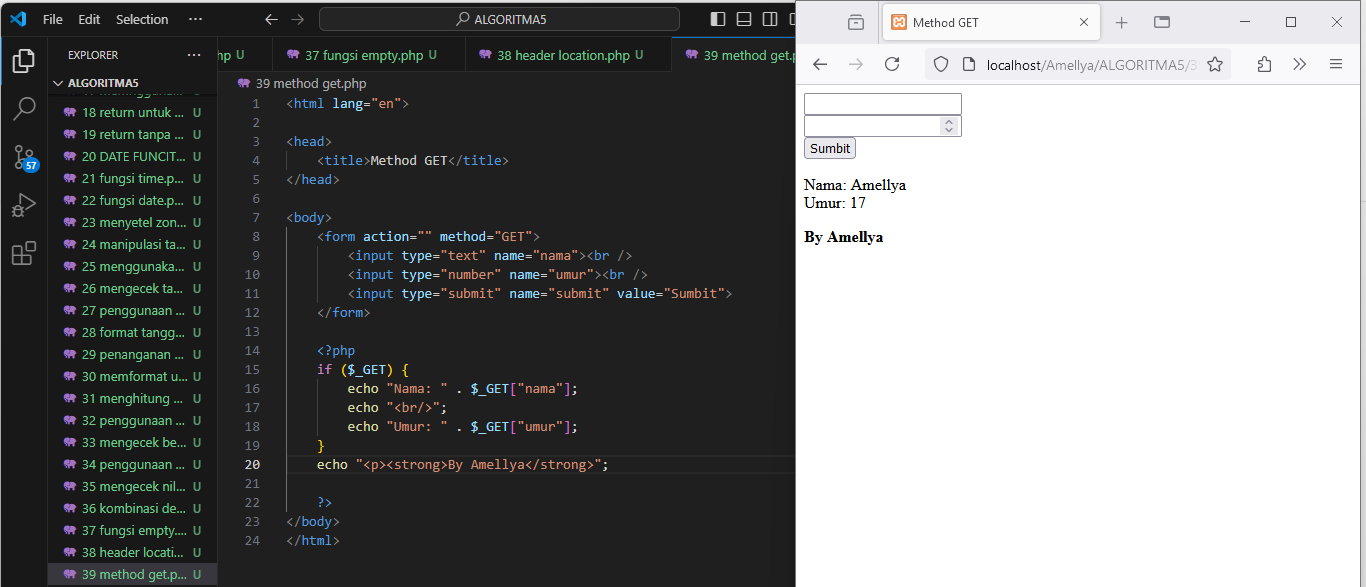 File Edit Selection ··· ALGORITMA5
EXPLORER ···
ALGORITMA5
18 return untuk ... U
19 return tanpa ... U
20 DATE FUNCIT... U
21 fungsi time.p... U
22 fungsi date.p... U
23 menyetel zon... U
24 manipulasi ta... U
25 menggunaka... U
26 mengecek ta... U
27 penggunaan ... U
28 format tangg... U
29 penanganan ... U
30 memformat u... U
31 menghitung ... U
32 penggunaan ... U
33 mengecek be... U
34 penggunaan ... U
35 mengecek nil... U
36 kombinasi de... U
37 fungsi empty.... U
38 header locati... U
39 method get.p... U
57
hp U 37 fungsi empty.php U 38 header location.php U 39 method get.p
39 method get.php
1 <html lang="en">
2
3 <head>
4 <title>Method GET</title>
5 </head>
6
7 <body>
8 <form action="" method="GET">
9 <input type="text" name="nama"><br />
10 <input type="number" name="umur"><br />
11 <input type="submit" name="submit" value="Sumbit">
12 </form>
13
14 <?php
15 if ($_GET) {
16 echo "Nama: " . $_GET["nama"];
17 echo "<br/>";
18 echo "Umur: " . $_GET["umur"];
19 }
20 echo "<p><strong>By Amellya</strong>";
21
22 ?>
23 </body>
24 </html>
Method GET
localhost/Amellya/ALGORITMA5/3
Sumbit
Nama: Amellya
Umur: 17
By Amellya